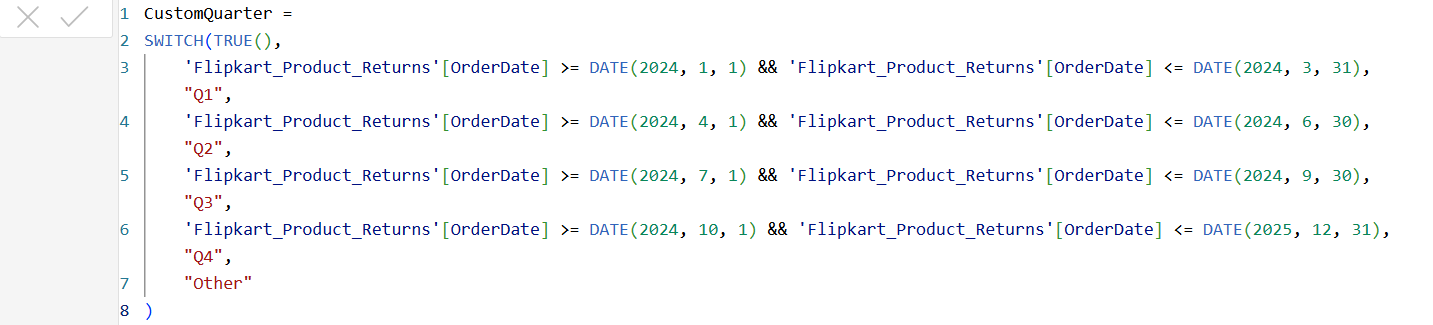 1 CustomQuarter =
2 SWITCH(TRUE(),
3 'Flipkart_Product_Returns'[OrderDate] >= DATE(2024, 1, 1) && 'Flipkart_Product_Returns'[OrderDate] <= DATE(2024, 3, 31),
"Q1",
4 'Flipkart_Product_Returns'[OrderDate] >= DATE(2024, 4, 1) && 'Flipkart_Product_Returns'[OrderDate] <= DATE(2024, 6, 30),
"Q2",
5 'Flipkart_Product_Returns'[OrderDate] >= DATE(2024, 7, 1) && 'Flipkart_Product_Returns'[OrderDate] <= DATE(2024, 9, 30),
"Q3",
6 'Flipkart_Product_Returns'[OrderDate] >= DATE(2024, 10, 1) && 'Flipkart_Product_Returns'[OrderDate] <= DATE(2025, 12, 31),
"Q4",
7 "Other"
8 )